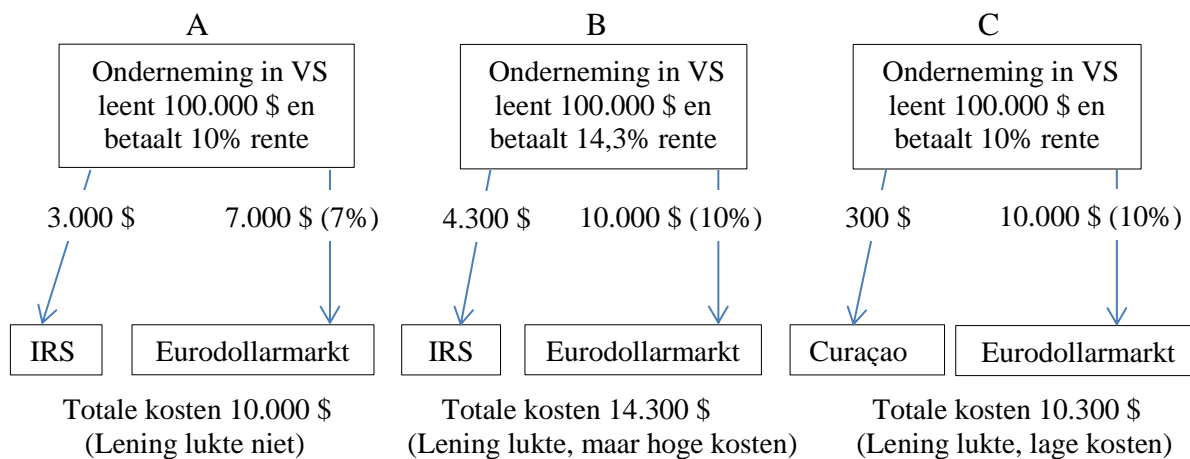 A
Onderneming in VS
leent 100.000 $ en
betaalt 10% rente
3.000 $
7.000 $ (7%)
IRS
Eurodollarmarkt
Totale kosten 10.000 $
(Lening lukte niet)
B
Onderneming in VS
leent 100.000 $ en
betaalt 14,3% rente
4.300 $
10.000 $ (10%)
IRS
Eurodollarmarkt
Totale kosten 14.300 $
(Lening lukte, maar hoge kosten)
C
Onderneming in VS
leent 100.000 $ en
betaalt 10% rente
300 $
10.000 $ (10%)
Curaçao
Eurodollarmarkt
Totale kosten 10.300 $
(Lening lukte, lage kosten)